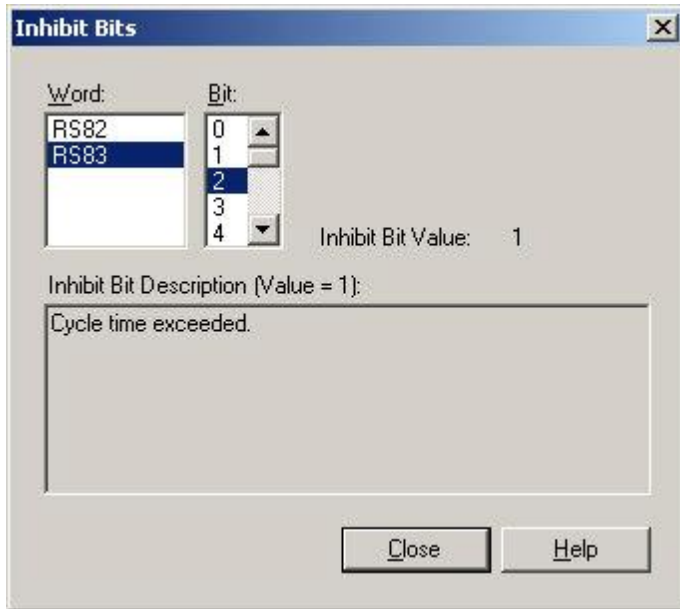 Inhibit Bits
Word:
Bit:
RS82
RS83
0
1
2
3
4
Inhibit Bit Value: 1
Inhibit Bit Description (Value = 1):
Cycle time exceeded.
Close
Help